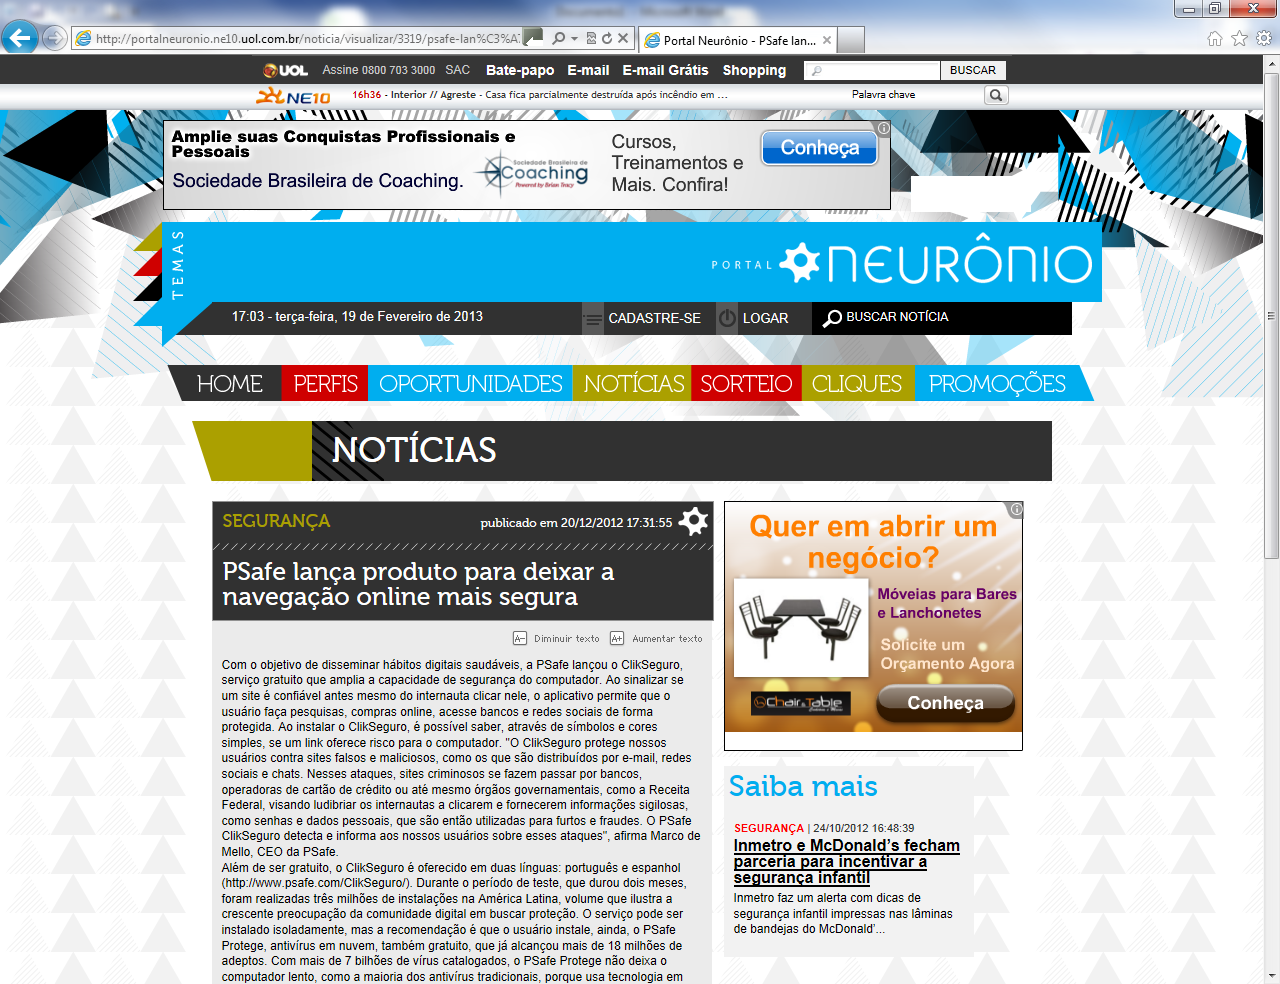 http://portalneuronio.ne10.uol.com.br/noticia/visualizar/3319/psafe-lan%C3%A
Portal Neurônio - PSafe lan...
UOL Assine 0800 703 3000 SAC Bate-papo E-mail E-mail Grátis Shopping BUSCAR
NE10 16h36 - Interior // Agreste - Casa fica parcialmente destruída após incêndio em ... Palavra chave
Amplie suas Conquistas Profissionais e
Pessoais
Sociedade Brasileira de Coaching.
Sociedade Brasileira de
Coaching
Powered by Brian Tracy
Cursos,
Treinamentos e
Mais. Confira!
Conheça
TEMAS
PORTAL NEURÔNIO
17:03 - terça-feira, 19 de Fevereiro de 2013 CADASTRE-SE LOGAR BUSCAR NOTÍCIA
HOME PERFIS OPORTUNIDADES NOTÍCIAS SORTEIO CLIQUES PROMOÇÕES
NOTÍCIAS
SEGURANÇA publicado em 20/12/2012 17:31:55
PSafe lança produto para deixar a
navegação online mais segura
A- Diminuir texto A+ Aumentar texto
Com o objetivo de disseminar hábitos digitais saudáveis, a PSafe lançou o ClikSeguro,
serviço gratuito que amplia a capacidade de segurança do computador. Ao sinalizar se
um site é confiável antes mesmo do internauta clicar nele, o aplicativo permite que o
usuário faça pesquisas, compras online, acesse bancos e redes sociais de forma
protegida. Ao instalar o ClikSeguro, é possível saber, através de símbolos e cores
simples, se um link oferece risco para o computador. "O ClikSeguro protege nossos
usuários contra sites falsos e maliciosos, como os que são distribuídos por e-mail, redes
sociais e chats. Nesses ataques, sites criminosos se fazem passar por bancos,
operadoras de cartão de crédito ou até mesmo órgãos governamentais, como a Receita
Federal, visando ludibriar os internautas a clicarem e fornecerem informações sigilosas,
como senhas e dados pessoais, que são então utilizadas para furtos e fraudes. O PSafe
ClikSeguro detecta e informa aos nossos usuários sobre esses ataques", afirma Marco de
Mello, CEO da PSafe.
Além de ser gratuito, o ClikSeguro é oferecido em duas línguas: português e espanhol
(http://www.psafe.com/ClikSeguro/). Durante o período de teste, que durou dois meses,
foram realizadas três milhões de instalações na América Latina, volume que ilustra a
crescente preocupação da comunidade digital em buscar proteção. O serviço pode ser
instalado isoladamente, mas a recomendação é que o usuário instale, ainda, o PSafe
Protege, antivírus em nuvem, também gratuito, que já alcançou mais de 18 milhões de
adeptos. Com mais de 7 bilhões de vírus catalogados, o PSafe Protege não deixa o
computador lento, como a maioria dos antivírus tradicionais, porque usa tecnologia em
Quer em abrir um
negócio?
Móveias para Bares
e Lanchonetes
Solicite um
Orçamento Agora
Chair&Table
Conheça
Saiba mais
SEGURANÇA | 24/10/2012 16:48:39
Inmetro e McDonald's fecham
parceria para incentivar a
segurança infantil
Inmetro faz um alerta com dicas de
segurança infantil impressas nas lâminas
de bandejas do McDonald'...